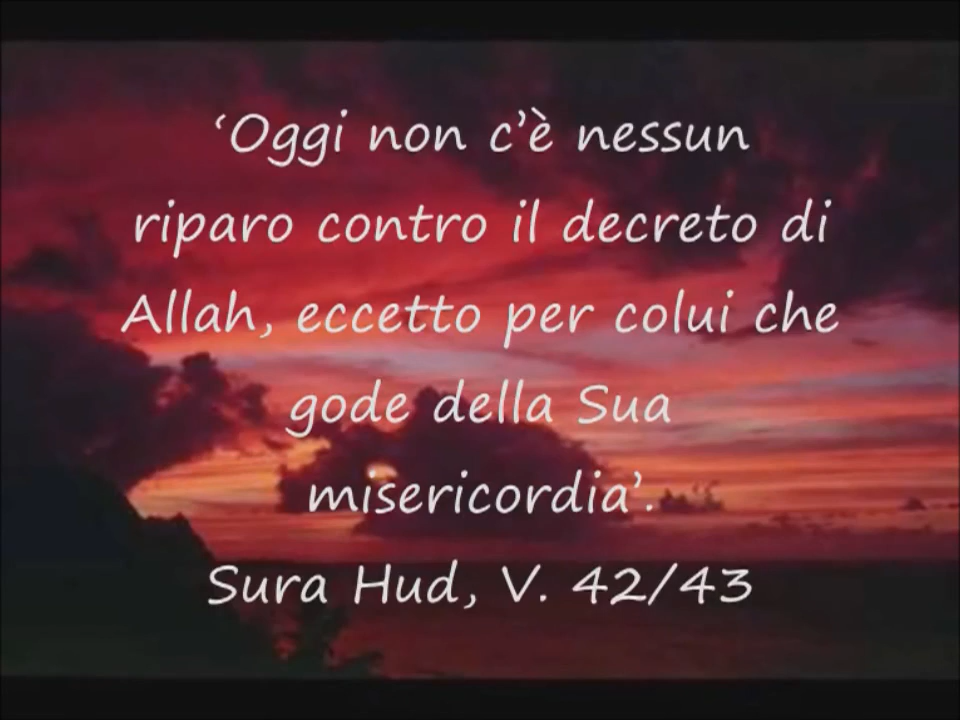 ‘Oggi non c’è nessun
riparo contro il decreto di
Allah, eccetto per colui che
gode della Sua
misericordia’.
Sura Hud, V. 42/43